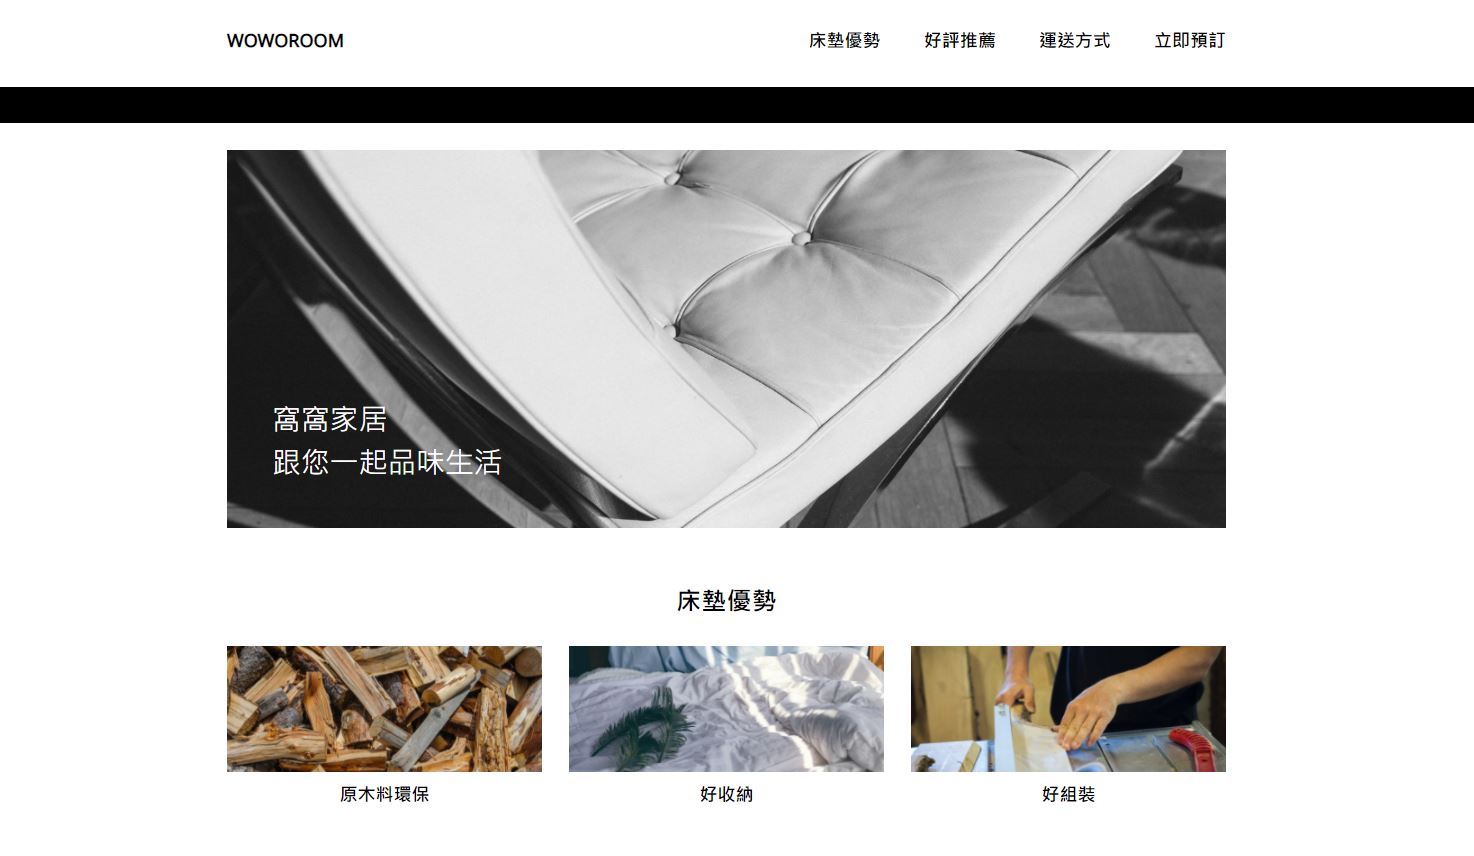 WOWOROOM
床墊優勢 好評推薦 運送方式 立即預訂
窩窩家居
跟您一起品味生活
床墊優勢
原木料環保 好收納 好組裝